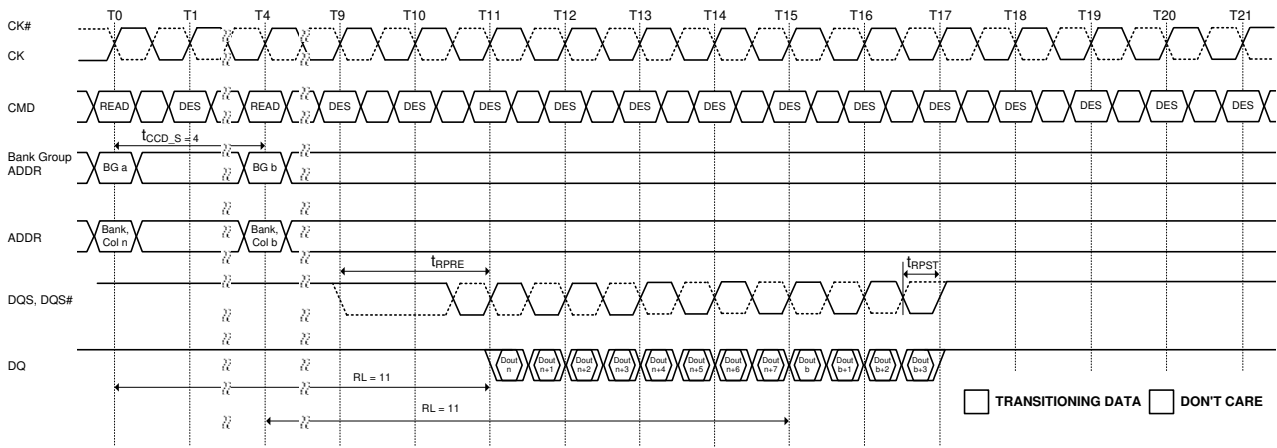 T0 T1 T4 T9 T10 T11 T12 T13 T14 T15 T16 T17 T18 T19 T20 T21
CK#
CK
CMD READ DES READ DES DES DES DES DES DES DES DES DES DES DES DES DES
tCCD_S = 4
Bank Group
ADDR
BG a BG b
ADDR
Bank,
Col n
Bank,
Col b
tRPRE tRPST
DQS, DQS#
DQ
Dout
n
Dout
n+1
Dout
n+2
Dout
n+3
Dout
n+4
Dout
n+5
Dout
n+6
Dout
n+7
Dout
b
Dout
b+1
Dout
b+2
Dout
b+3
RL = 11
RL = 11
TRANSITIONING DATA DON'T CARE